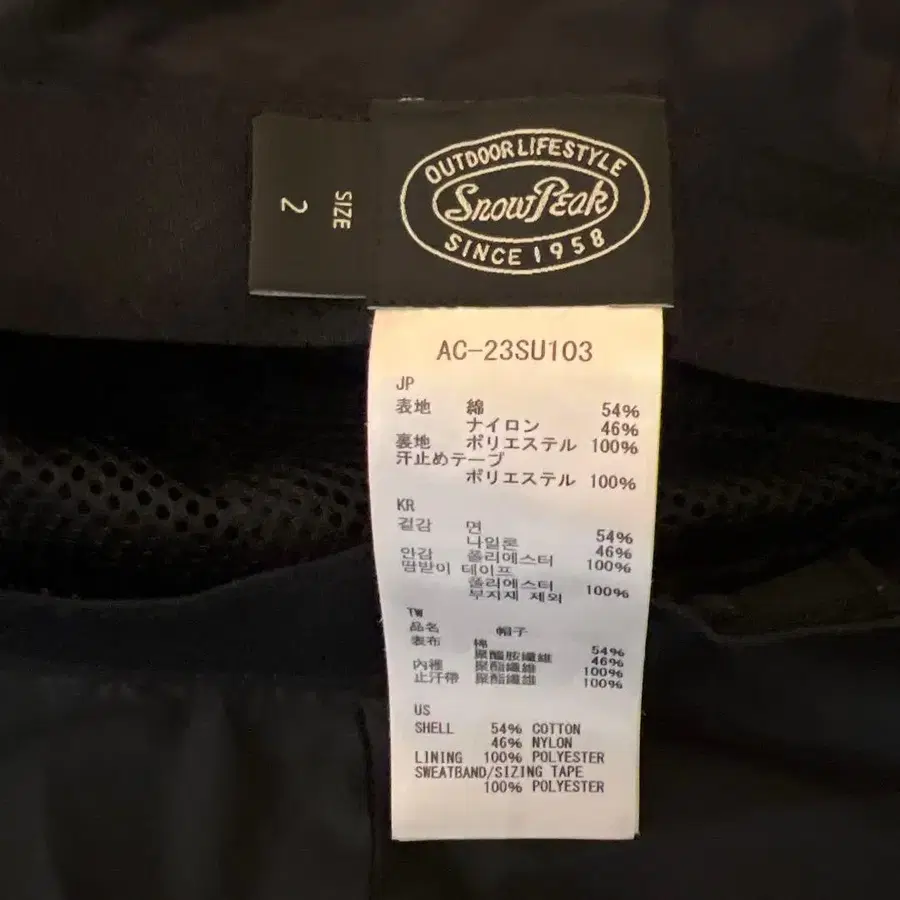 SIZE
2
OUTDOOR LIFESTYLE
Snow Peak
SINCE 1958
AC-23SU103
JP
表地 綿 54%
ナイロン 46%
裏地 ポリエステル 100%
汗止めテープ
ポリエステル 100%
KR
겉감 면 54%
나일론 46%
안감 폴리에스터 100%
땀받이 테이프
폴리에스터 100%
부지재 제외
TW
品名 帽子
表布 棉 54%
聚醯胺纖維 46%
內裡 聚酯纖維 100%
止汗帶 聚酯纖維 100%
US
SHELL 54% COTTON
46% NYLON
LINING 100% POLYESTER
SWEATBAND/SIZING TAPE
100% POLYESTER